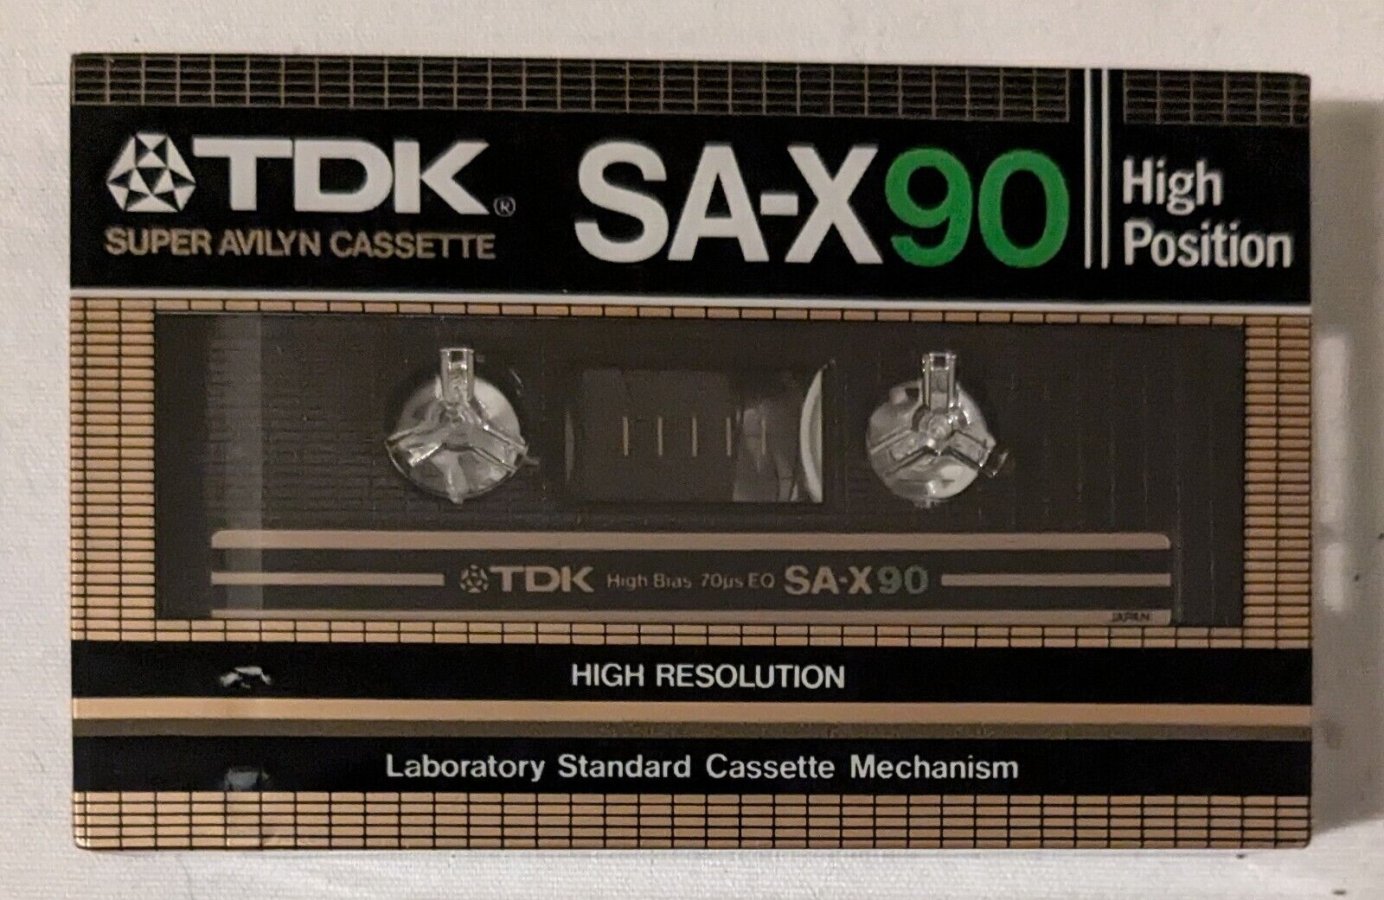 TDK®
SUPER AVILYN CASSETTE
SA-X90
High
Position
TDK High Bias 70µs EQ SA-X90
JAPAN
HIGH RESOLUTION
Laboratory Standard Cassette Mechanism